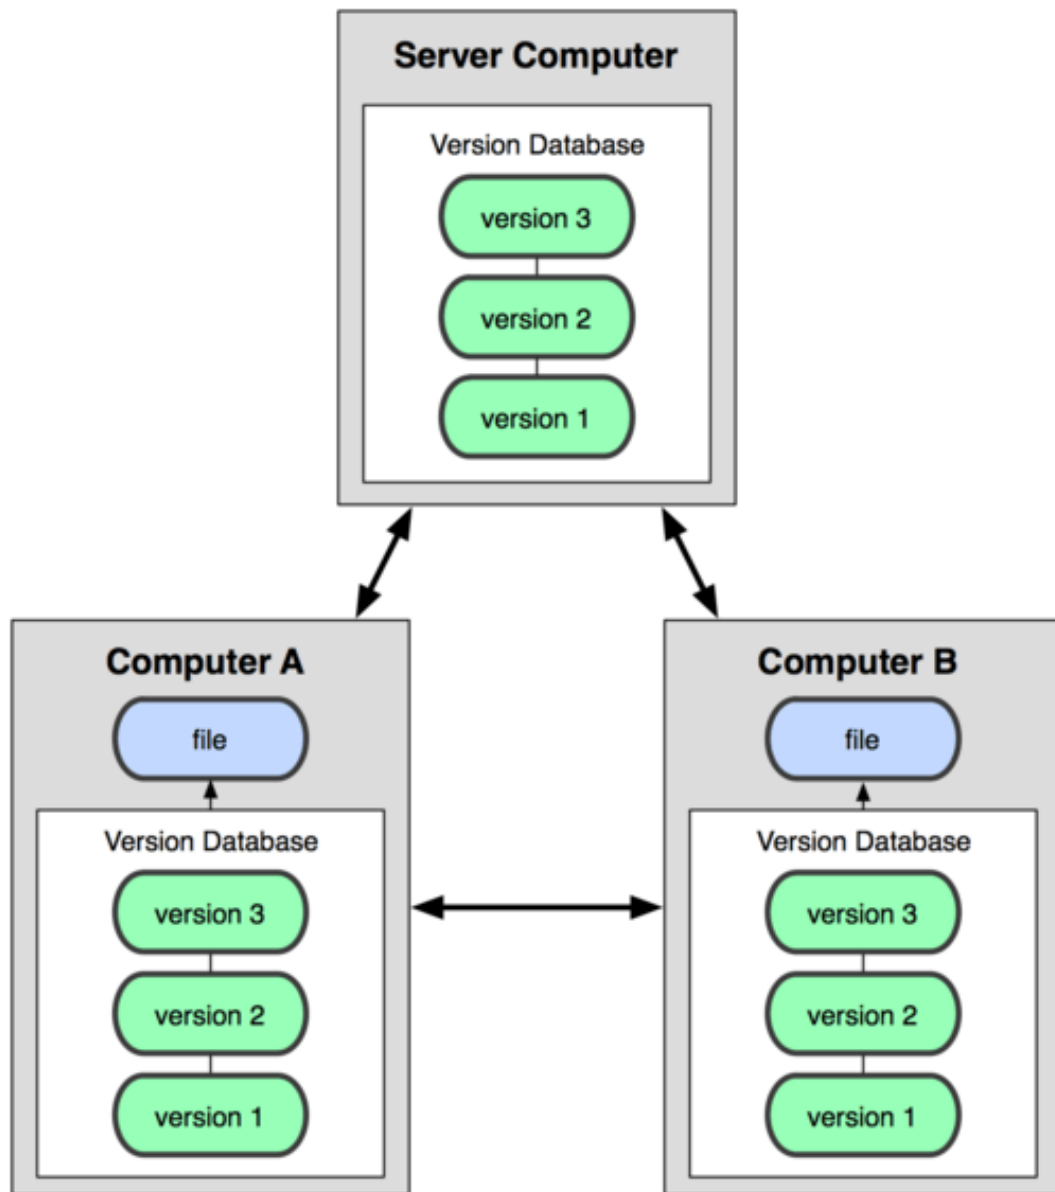 Server Computer
Version Database
version 3
version 2
version 1
Computer A
file
Version Database
version 3
version 2
version 1
Computer B
file
Version Database
version 3
version 2
version 1